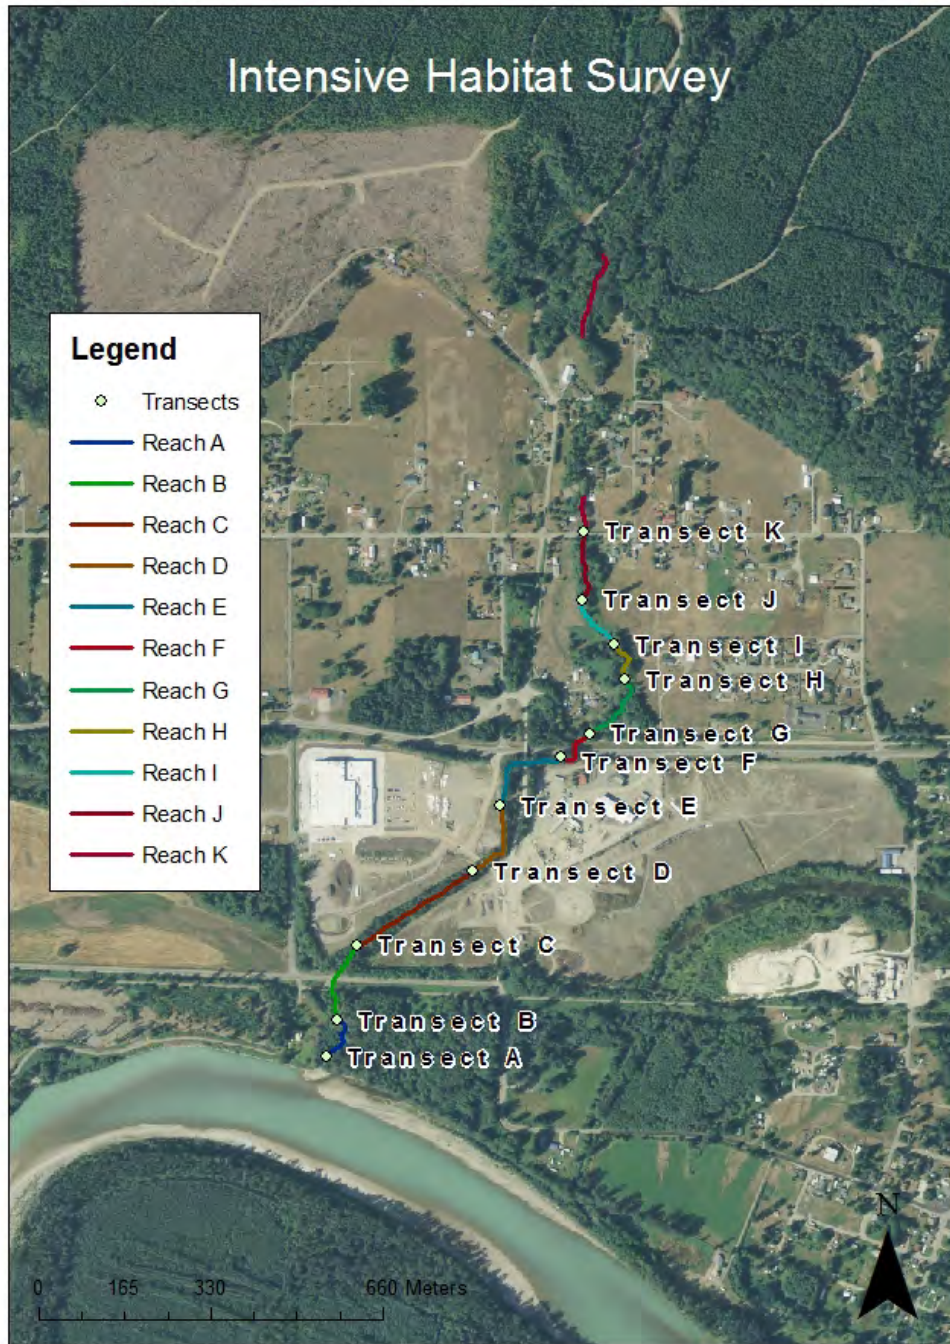 Intensive Habitat Survey
Legend
Transects
Reach A
Reach B
Reach C
Reach D
Reach E
Reach F
Reach G
Reach H
Reach I
Reach J
Reach K
Transect K
Transect J
Transect I
Transect H
Transect G
Transect F
Transect E
Transect D
Transect C
Transect B
Transect A
N
0 165 330 660 Meters